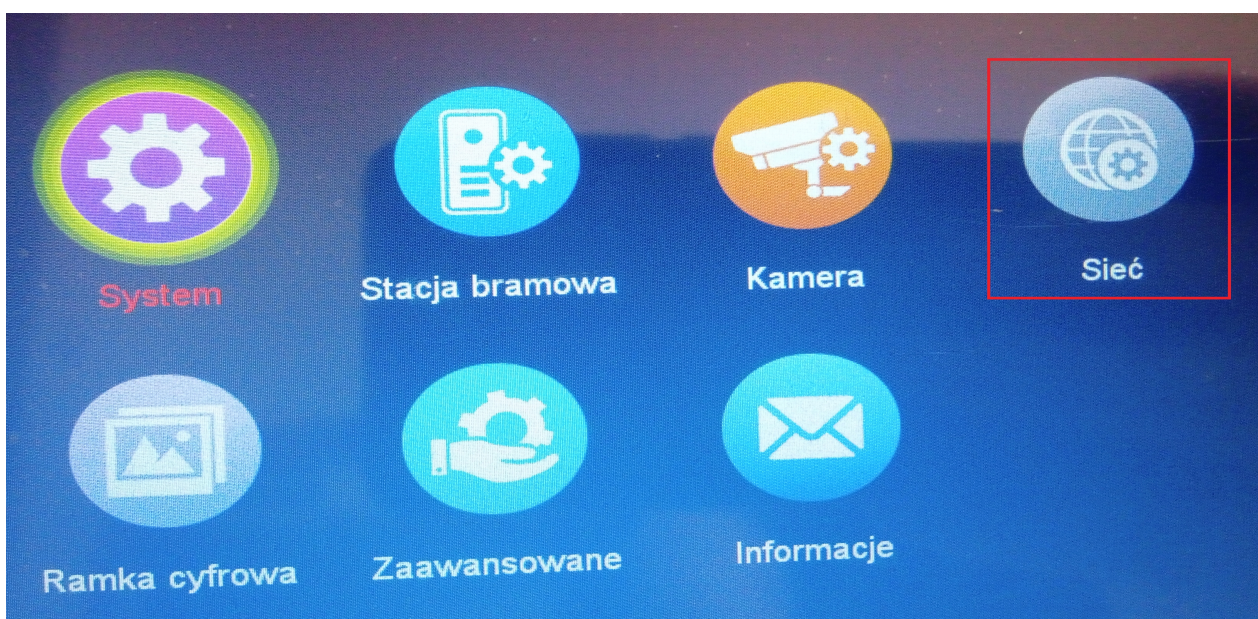 System
Stacja bramowa
Kamera
Sieć
Ramka cyfrowa
Zaawansowane
Informacje